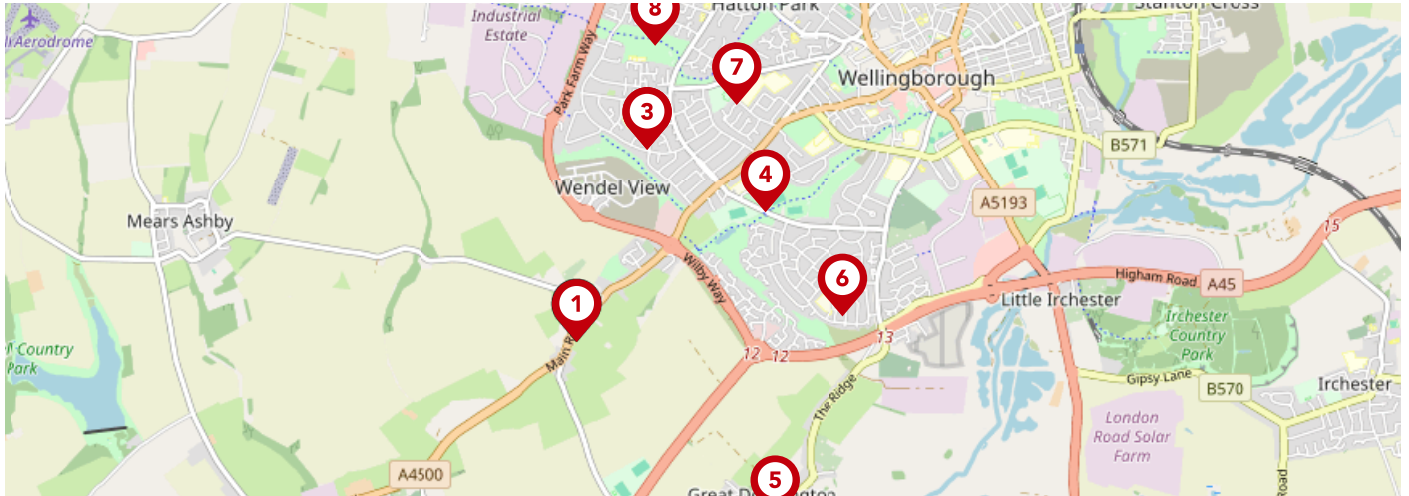 8
Hatton Park
Stanton Cross
Industrial
Estate
Aerodrome
Park Farm Way
7
Wellingborough
3
B571
4
Wendel View
A5193
Mears Ashby
15
Wilby Way
6
Higham Road
A45
Little Irchester
1
Irchester
Country
Park
Country
Park
Main
12
12
13
Gipsy Lane
B570
Irchester
The Ridge
London
Road Solar
Farm
A4500
5
Road